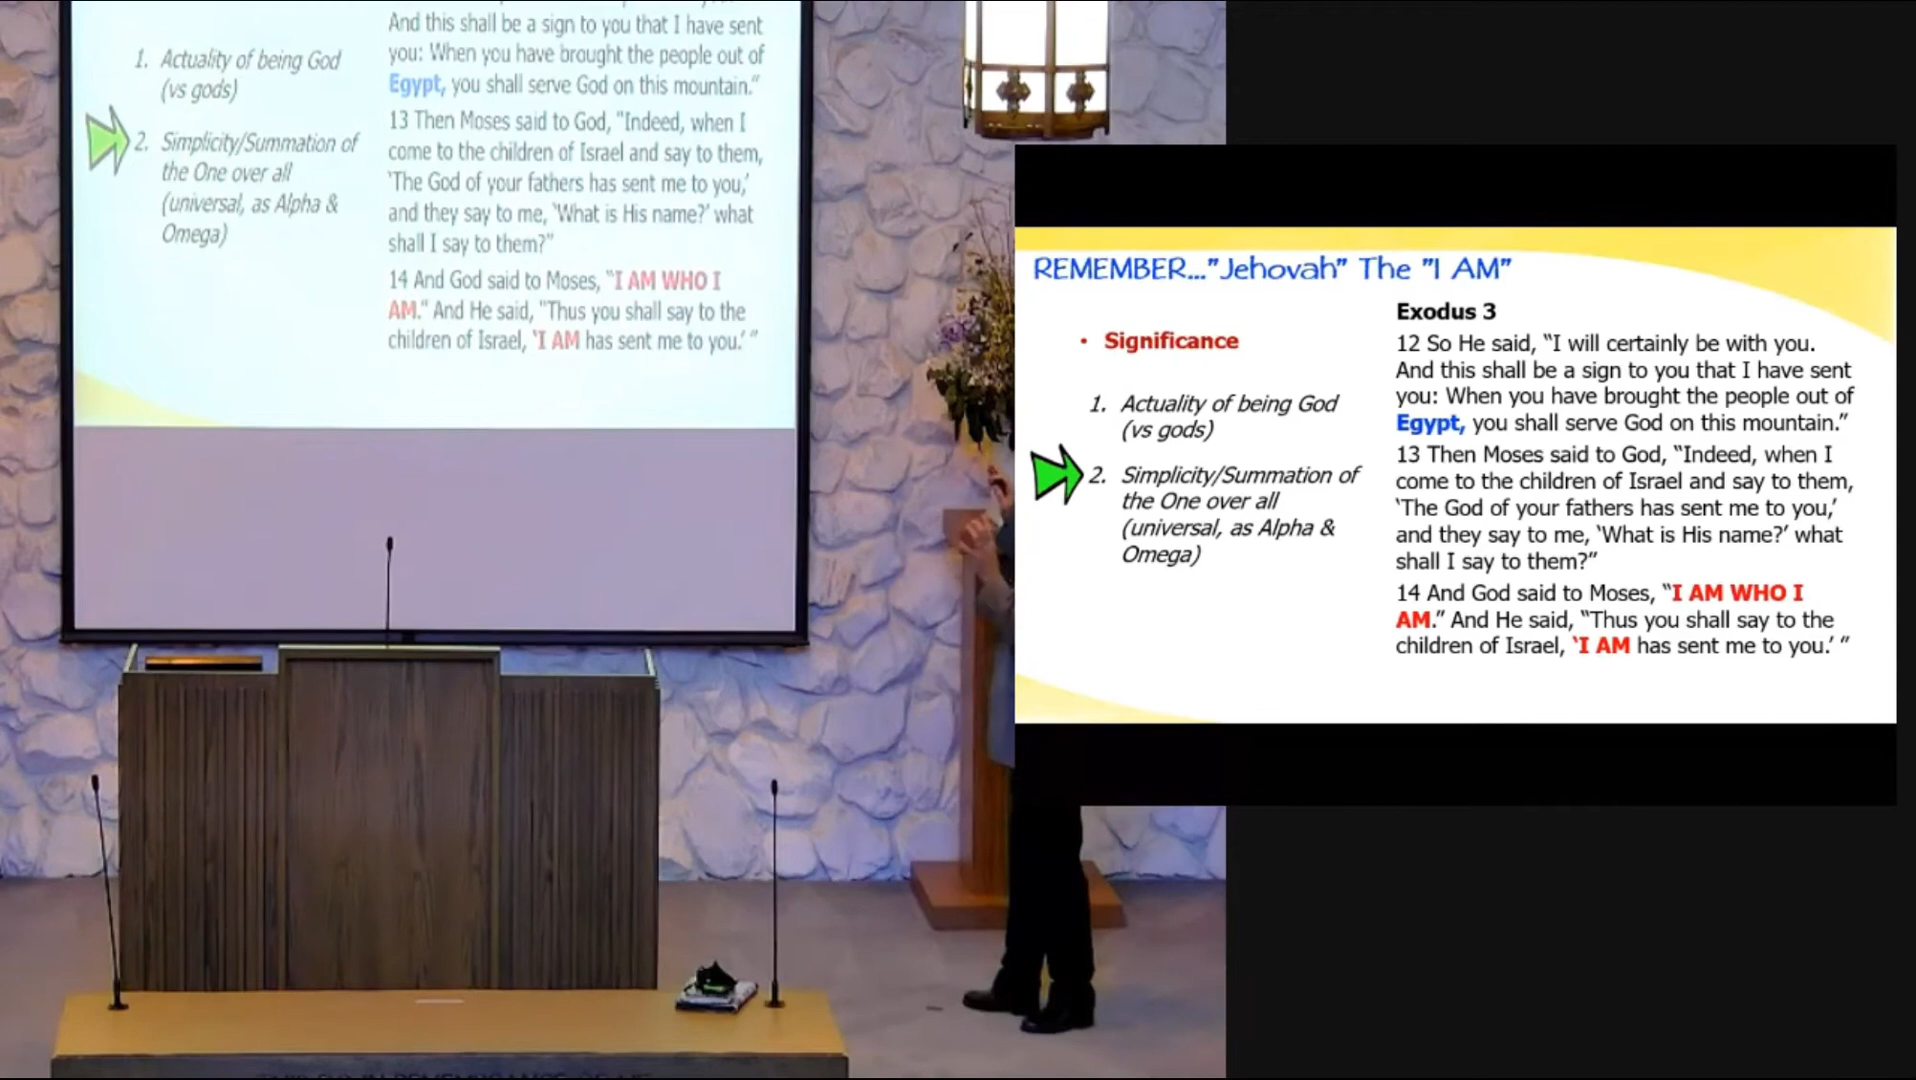 And this shall be a sign to you that I have sent
you: When you have brought the people out of
Egypt, you shall serve God on this mountain."
1. Actuality of being God
(vs gods)
2. Simplicity/Summation of
the One over all
(universal, as Alpha &
Omega)
13 Then Moses said to God, "Indeed, when I
come to the children of Israel and say to them,
'The God of your fathers has sent me to you,'
and they say to me, 'What is His name?' what
shall I say to them?"
14 And God said to Moses, "I AM WHO I
AM." And He said, "Thus you shall say to the
children of Israel, 'I AM has sent me to you.' "
REMEMBER..."Jehovah" The "I AM"
• Significance
1. Actuality of being God
(vs gods)
2. Simplicity/Summation of
the One over all
(universal, as Alpha &
Omega)
Exodus 3
12 So He said, “I will certainly be with you.
And this shall be a sign to you that I have sent
you: When you have brought the people out of
Egypt, you shall serve God on this mountain.”
13 Then Moses said to God, “Indeed, when I
come to the children of Israel and say to them,
‘The God of your fathers has sent me to you,’
and they say to me, ‘What is His name?’ what
shall I say to them?”
14 And God said to Moses, “I AM WHO I
AM.” And He said, “Thus you shall say to the
children of Israel, ‘I AM has sent me to you.’ ”